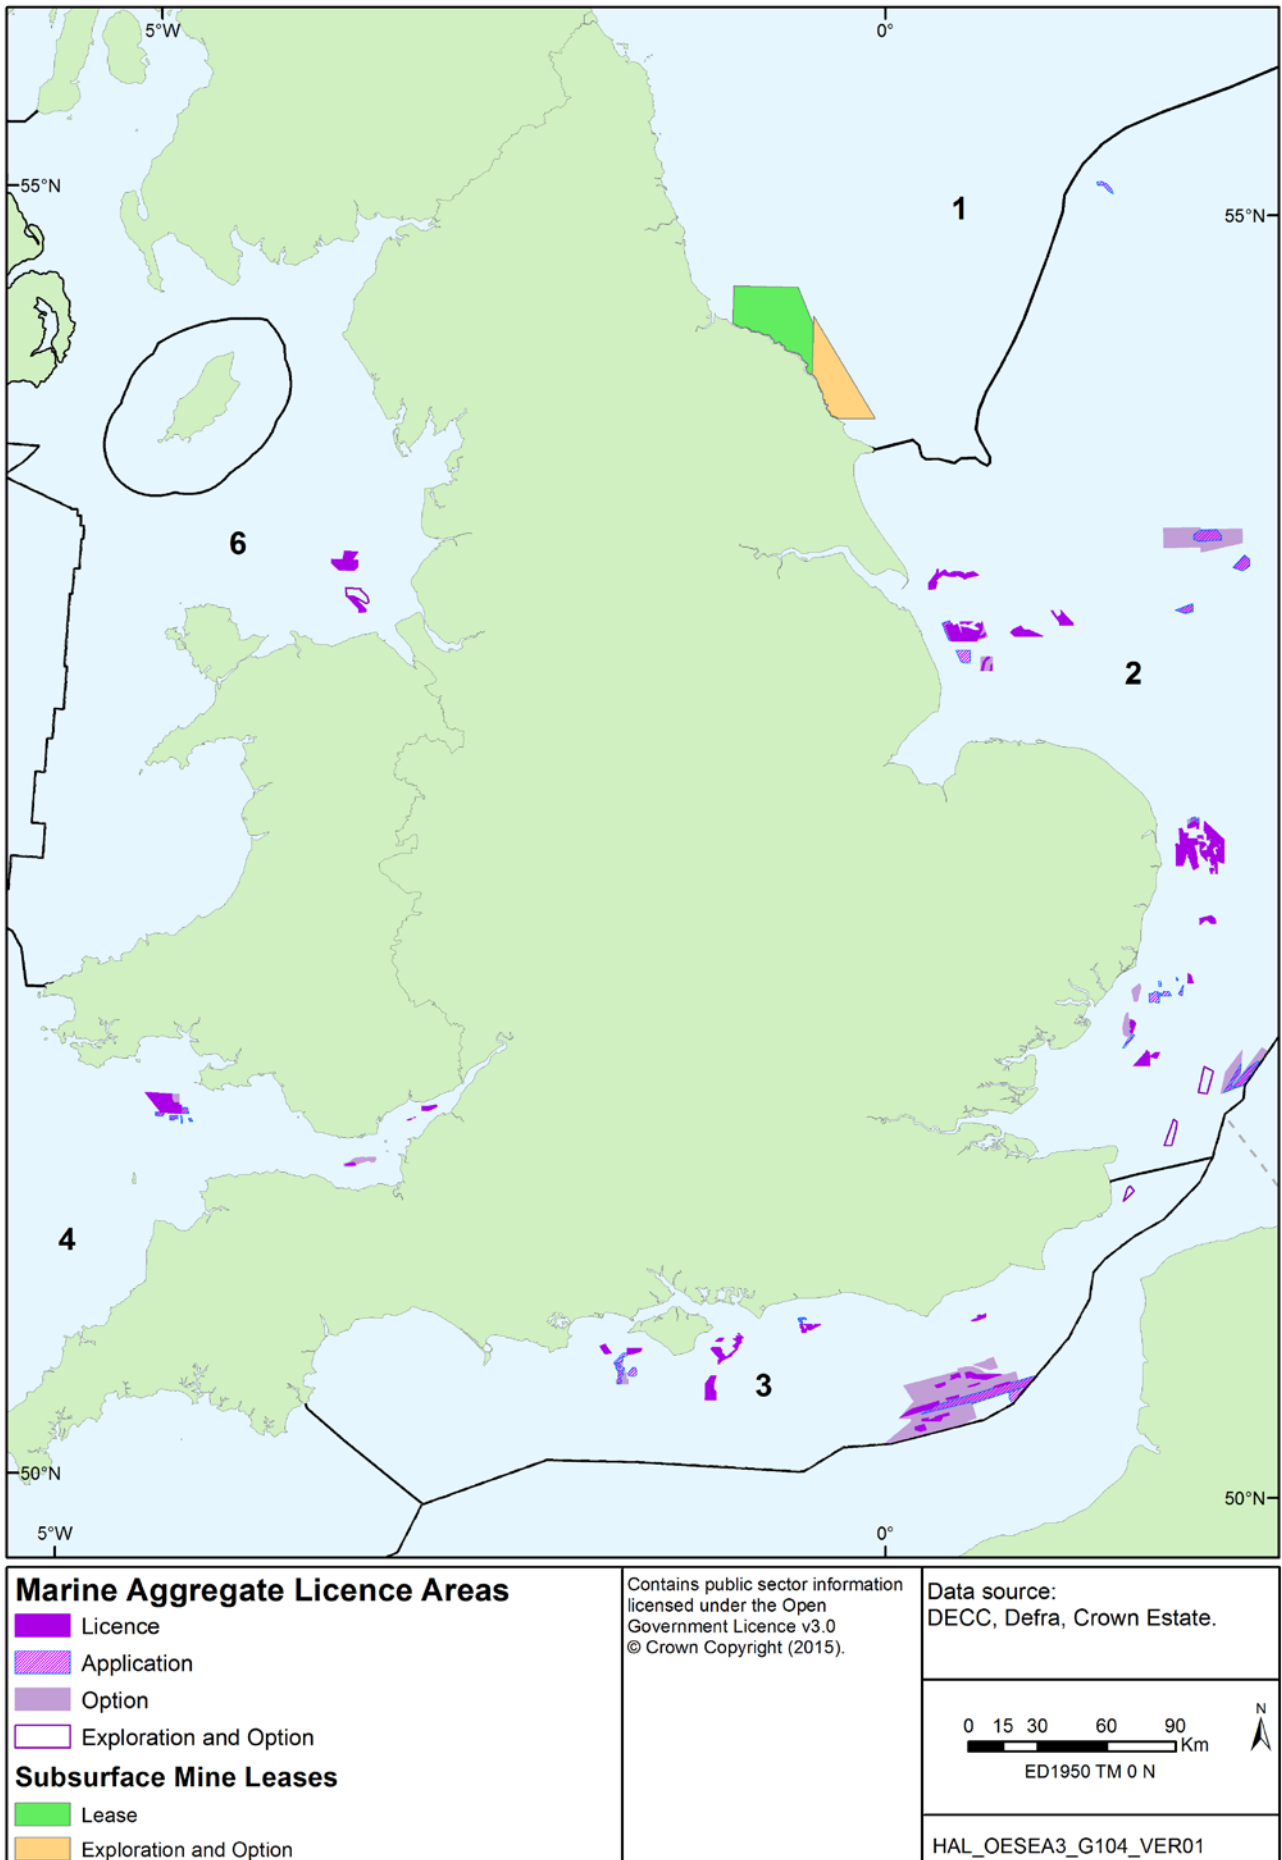 5°W
0°
55°N
55°N
1
6
2
4
3
50°N
50°N
5°W
0°
Marine Aggregate Licence Areas
Licence
Application
Option
Exploration and Option
Subsurface Mine Leases
Lease
Exploration and Option
Contains public sector information
licensed under the Open
Government Licence v3.0
© Crown Copyright (2015).
Data source:
DECC, Defra, Crown Estate.
0 15 30 60 90
Km
N
ED1950 TM 0 N
HAL_OESEA3_G104_VER01